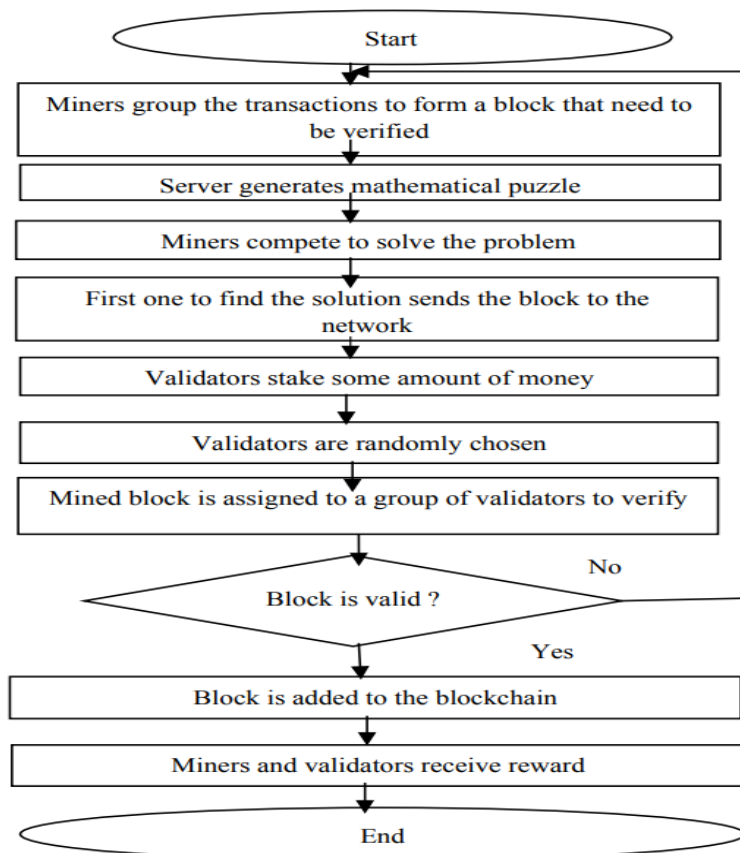 Start
Miners group the transactions to form a block that need to
be verified
Server generates mathematical puzzle
Miners compete to solve the problem
First one to find the solution sends the block to the
network
Validators stake some amount of money
Validators are randomly chosen
Mined block is assigned to a group of validators to verify
No
Block is valid ?
Yes
Block is added to the blockchain
Miners and validators receive reward
End